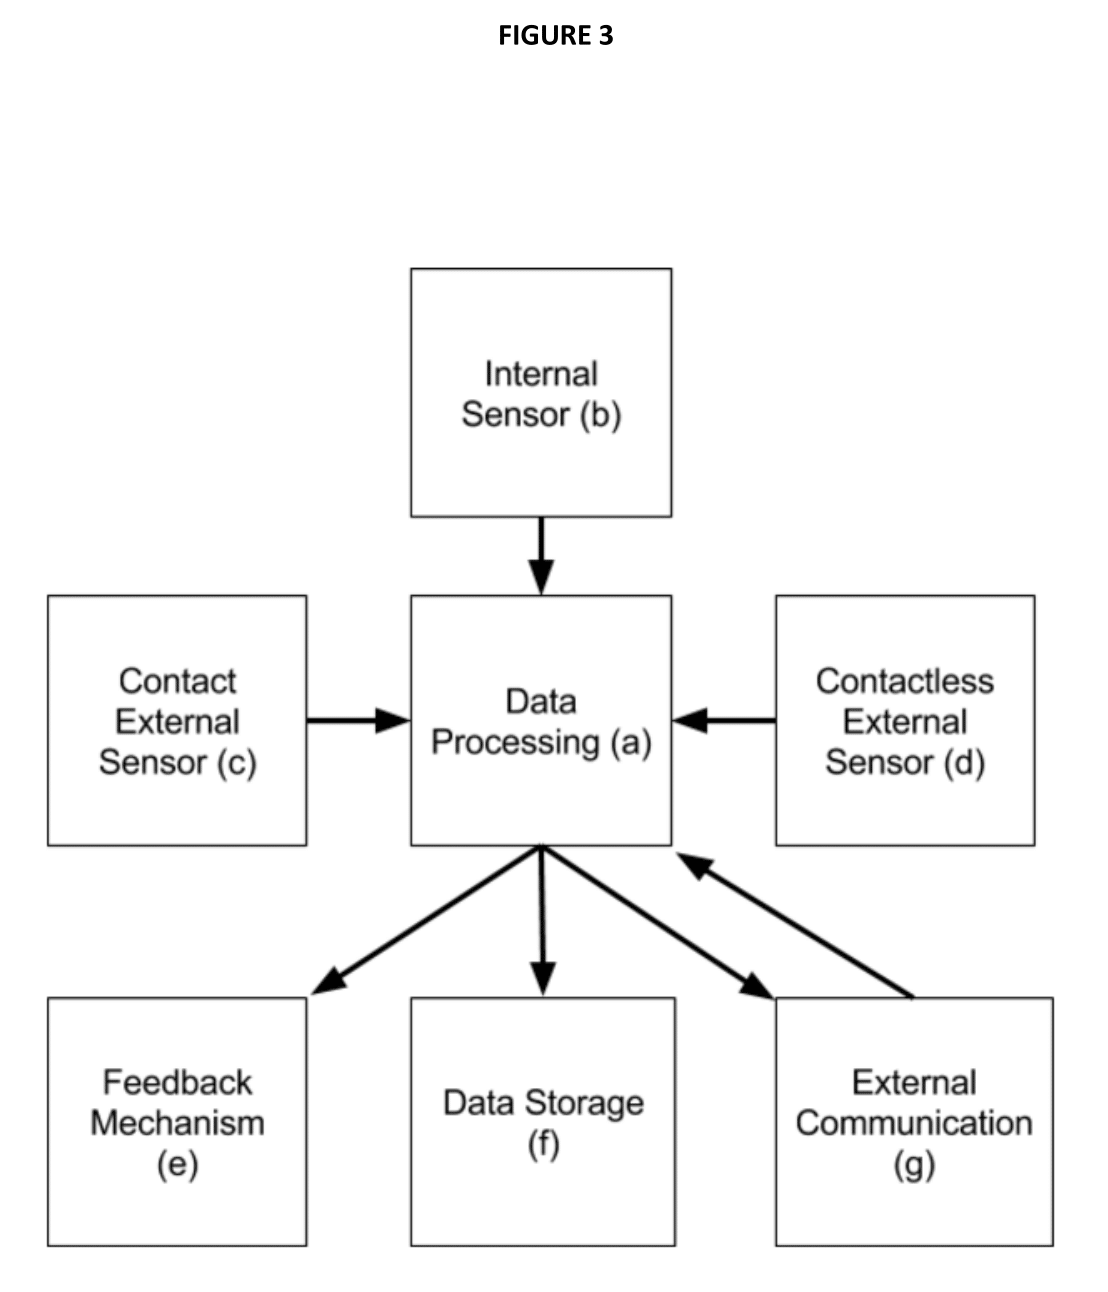 FIGURE 3
Internal
Sensor (b)
Contact
External
Sensor (c)
Data
Processing (a)
Contactless
External
Sensor (d)
Feedback
Mechanism
(e)
Data Storage
(f)
External
Communication
(g)